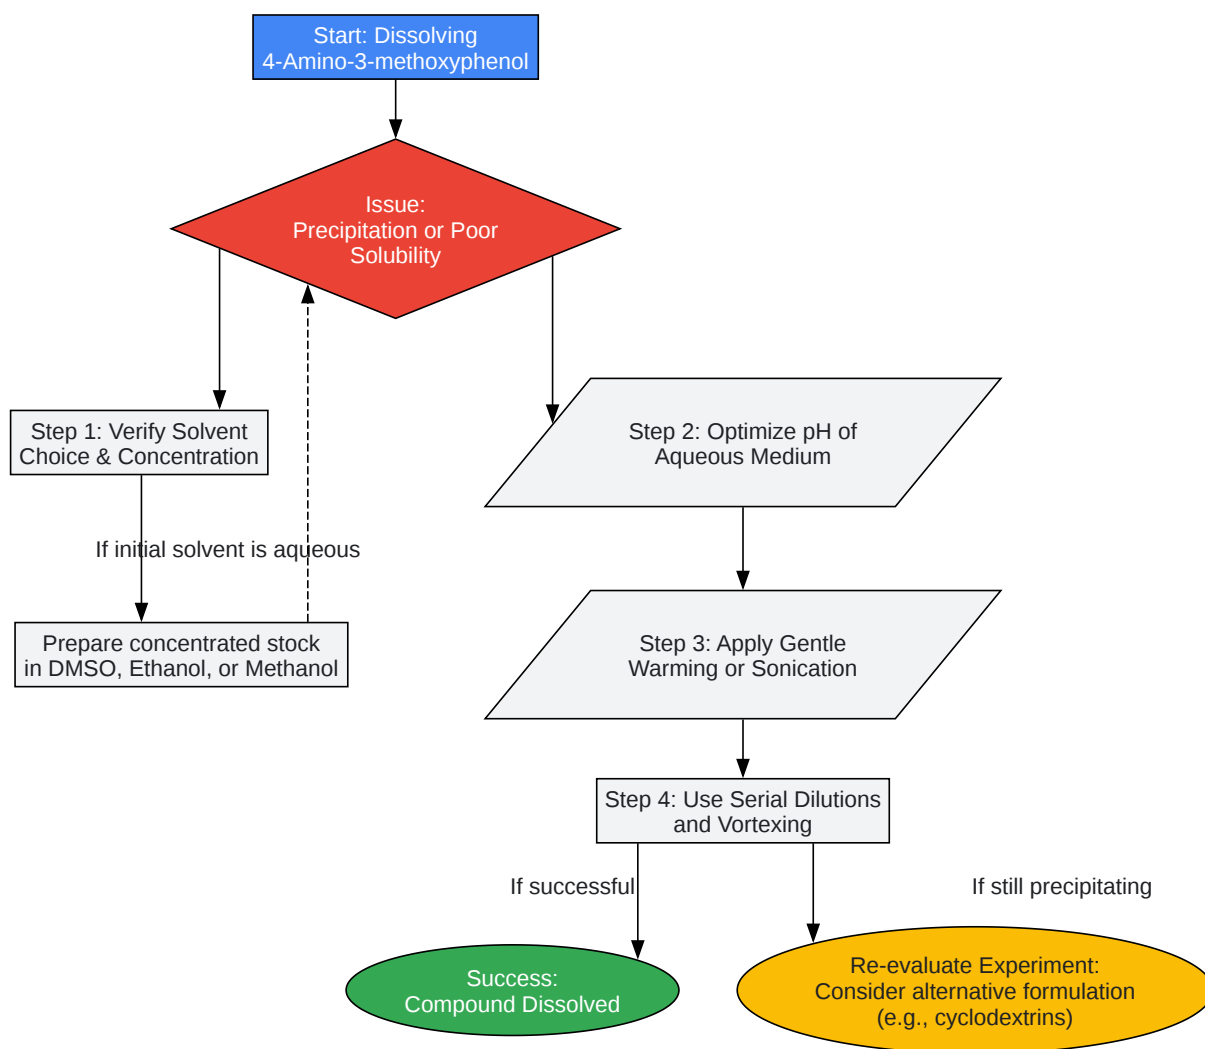 Start: Dissolving
4-Amino-3-methoxyphenol
Issue:
Precipitation or Poor
Solubility
Step 1: Verify Solvent
Choice & Concentration
Step 2: Optimize pH of
Aqueous Medium
If initial solvent is aqueous
Prepare concentrated stock
in DMSO, Ethanol, or Methanol
Step 3: Apply Gentle
Warming or Sonication
Step 4: Use Serial Dilutions
and Vortexing
If successful
If still precipitating
Success:
Compound Dissolved
Re-evaluate Experiment:
Consider alternative formulation
(e.g., cyclodextrins)